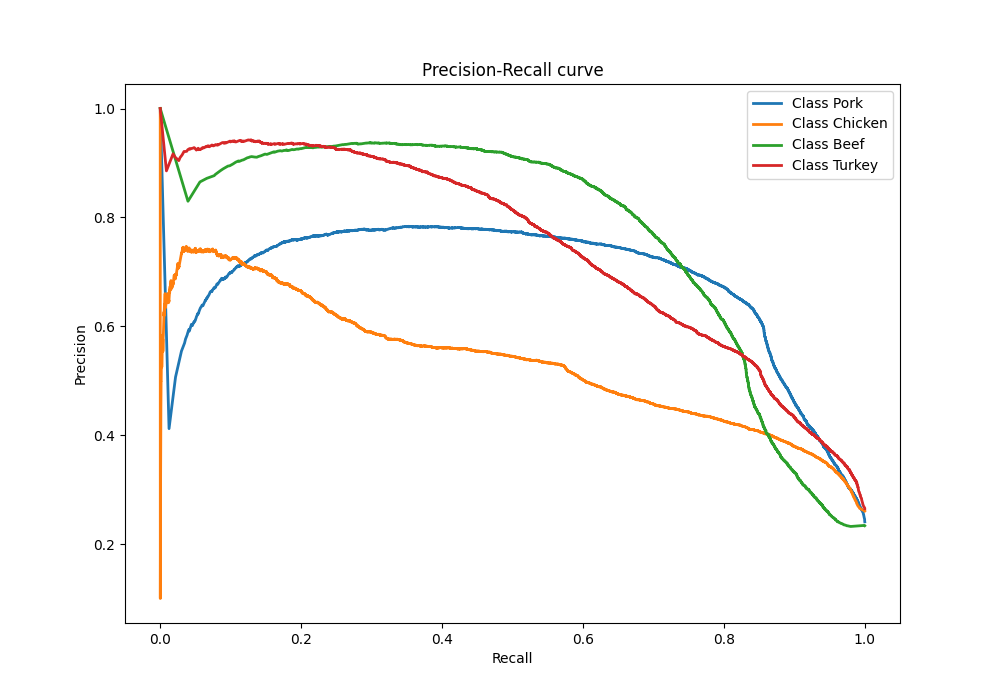 Precision-Recall curve
Class Pork
Class Chicken
Class Beef
Class Turkey
1.0
0.8
0.6
0.4
0.2
Precision
0.0
0.2
0.4
0.6
0.8
1.0
Recall